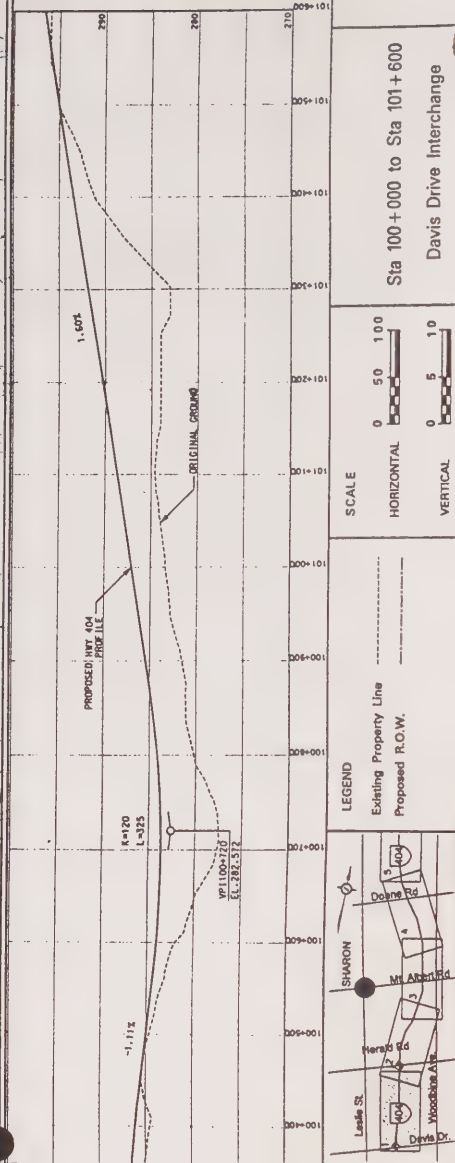 290
280
270
101+600
101+500
101+400
101+300
101+200
101+100
101+000
100+900
100+800
100+700
100+600
100+500
100+400
290
280
1.60%
ORIGINAL GROUND
PROPOSED HWY 404
PROFILE
K=120
L=325
VPI100+720
EL.282.572
-1.71%
Sta 100+000 to Sta 101+600
Davis Drive Interchange
SCALE
HORIZONTAL
0 50 100
VERTICAL
0 5 10
LEGEND
Existing Property Line
Proposed R.O.W.
SHARON
Doane Rd
Mt. Albert Rd
Herald Rd
Davis Dr.
Leslie St.
Woodbine Ave.
404
404
1
2
3
4
5